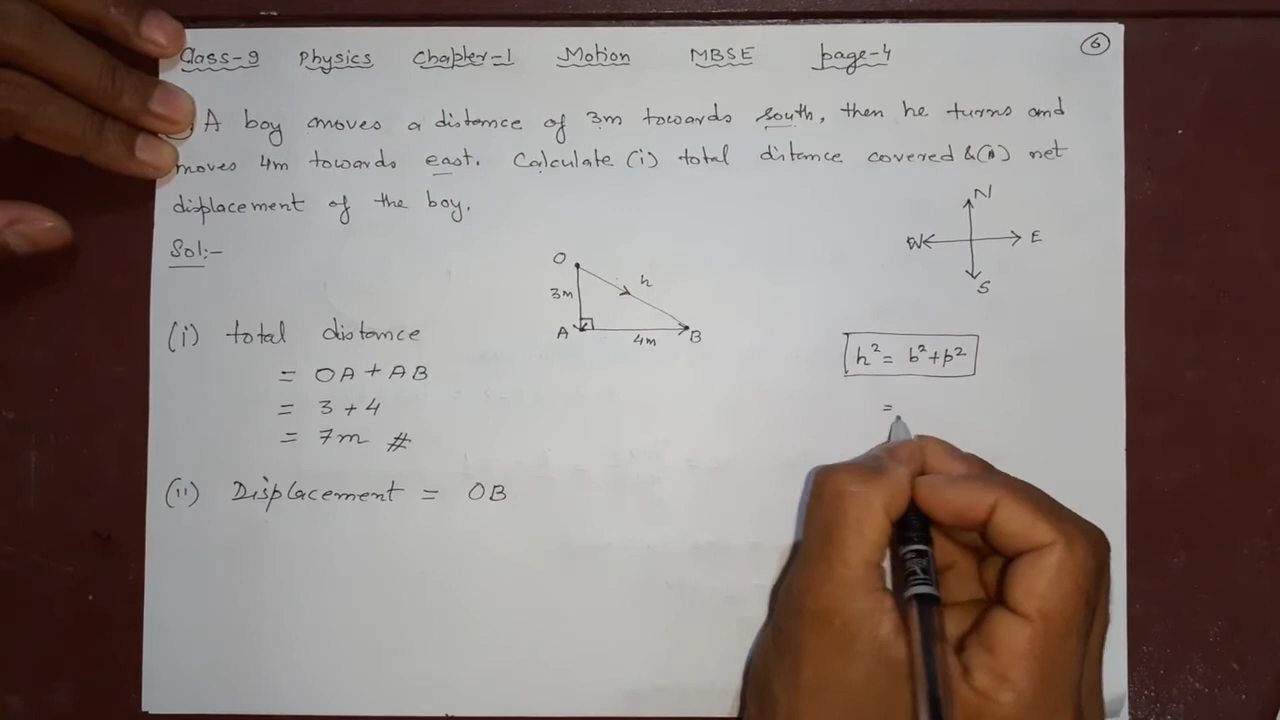 Class-9 Physics Chapter-1 Motion MBSE page-4
6
A boy moves a distance of 3m towards south, then he turns and
moves 4m towards east. Calculate (i) total distance covered & (ii) net
displacement of the boy.
Sol:-
N
W E
S
O
3m h
A 4m B
(i) total distance
= OA + AB
= 3 + 4
= 7m #
h² = b² + p²
=
(ii) Displacement = OB